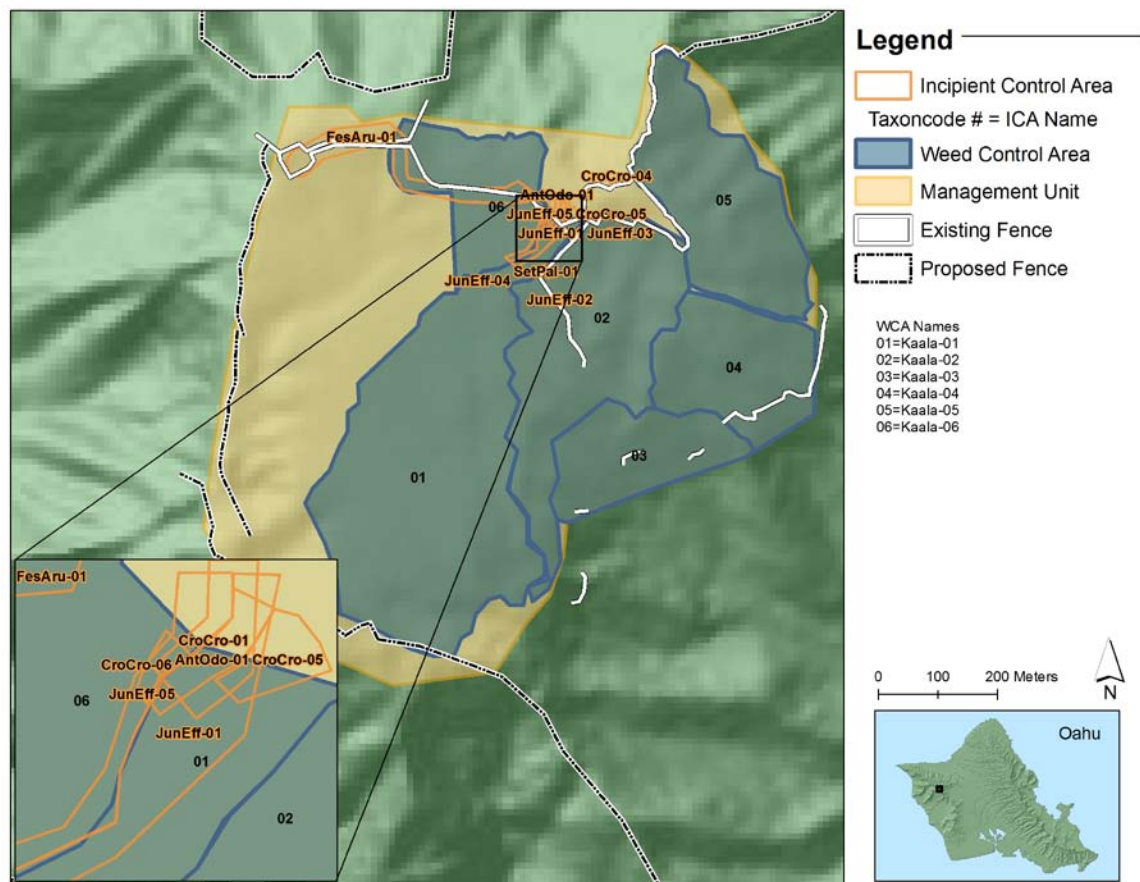 FesAru-01
CroCro-04
05
AntOdo-01
06
JunEff-05
CroCro-05
JunEff-01
JunEff-03
SetPal-01
JunEff-04
JunEff-02
02
04
03
01
FesAru-01
CroCro-01
CroCro-06
AntOdo-01
CroCro-05
JunEff-05
06
JunEff-01
01
02
Legend
Incipient Control Area
Taxoncode # = ICA Name
Weed Control Area
Management Unit
Existing Fence
Proposed Fence
WCA Names
01=Kaala-01
02=Kaala-02
03=Kaala-03
04=Kaala-04
05=Kaala-05
06=Kaala-06
0 100 200 Meters
N
Oahu